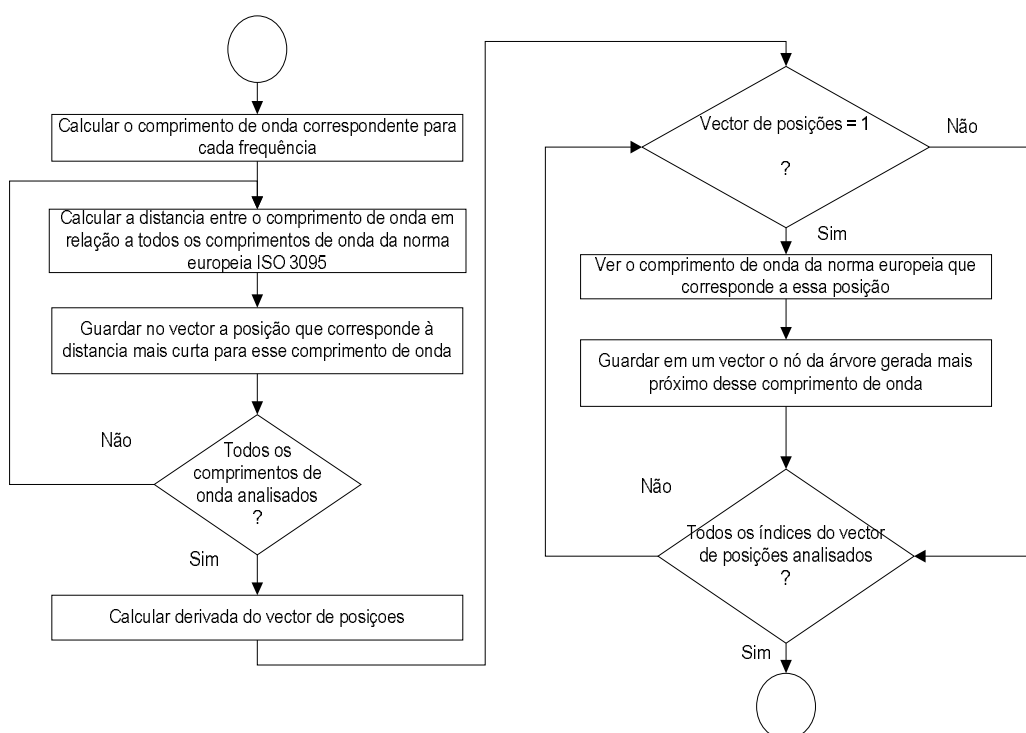 Calcular o comprimento de onda correspondente para
cada frequência
Calcular a distancia entre o comprimento de onda em
relação a todos os comprimentos de onda da norma
europeia ISO 3095
Guardar no vector a posição que corresponde à
distancia mais curta para esse comprimento de onda
Não
Todos os
comprimentos de
onda analisados
?
Sim
Calcular derivada do vector de posiçoes
Vector de posições = 1
?
Não
Sim
Ver o comprimento de onda da norma europeia que
corresponde a essa posição
Guardar em um vector o nó da árvore gerada mais
próximo desse comprimento de onda
Não
Todos os índices do vector
de posições analisados
?
Sim